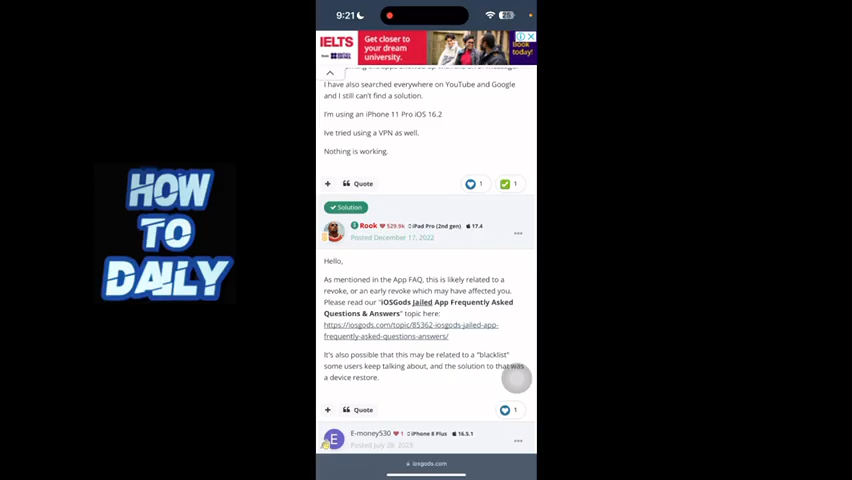 9:21
25
IELTS
Get closer to
your dream
university.
Book
today!
I have also searched everywhere on YouTube and Google
and I still can't find a solution.
I'm using an iPhone 11 Pro iOS 16.2
Ive tried using a VPN as well.
Nothing is working.
+ Quote
1
1
Solution
Rook 529.9k iPad Pro (2nd gen) 17.4
Posted December 17, 2022
Hello,
As mentioned in the App FAQ, this is likely related to a
revoke, or an early revoke which may have affected you.
Please read our "iOSGods Jailed App Frequently Asked
Questions & Answers" topic here:
https://iosgods.com/topic/85362-iosgods-jailed-app-
frequently-asked-questions-answers/
It's also possible that this may be related to a "blacklist"
some users keep talking about, and the solution to that was
a device restore.
+ Quote
1
E
E-money530 1 iPhone 8 Plus 16.5.1
Posted July 28, 2023
iosgods.com
HOW
TO
DAILY